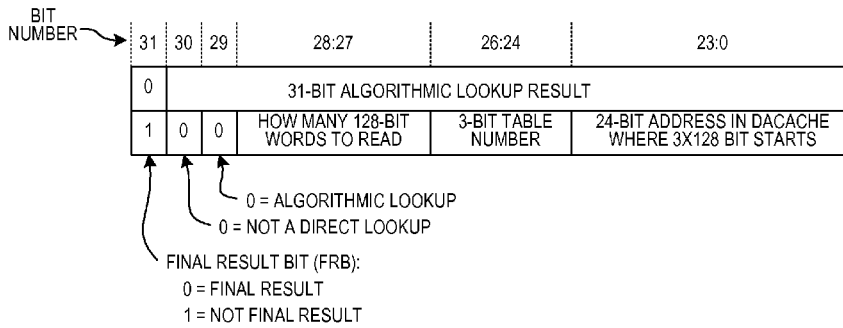 BIT
NUMBER
31 30 29 28:27 26:24 23:0
0 31-BIT ALGORITHMIC LOOKUP RESULT
1 0 0 HOW MANY 128-BIT WORDS TO READ 3-BIT TABLE NUMBER 24-BIT ADDRESS IN DACACHE WHERE 3X128 BIT STARTS
0 = ALGORITHMIC LOOKUP
0 = NOT A DIRECT LOOKUP
FINAL RESULT BIT (FRB):
0 = FINAL RESULT
1 = NOT FINAL RESULT